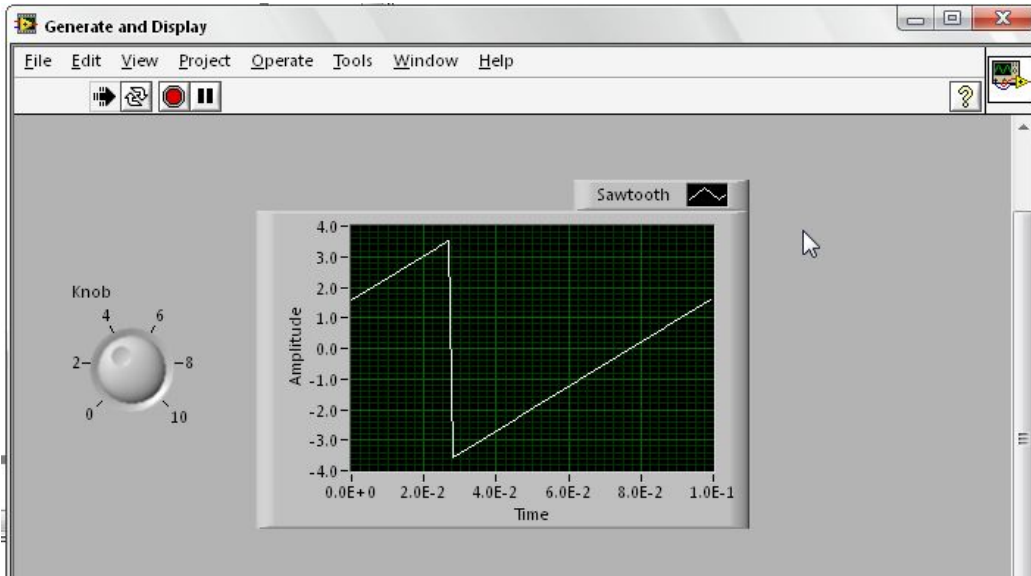 Generate and Display
File Edit View Project Operate Tools Window Help
?
Sawtooth
Knob
4 6
2 8
0 10
Amplitude
4.0
3.0
2.0
1.0
0.0
-1.0
-2.0
-3.0
-4.0
0.0E+0 2.0E-2 4.0E-2 6.0E-2 8.0E-2 1.0E-1
Time